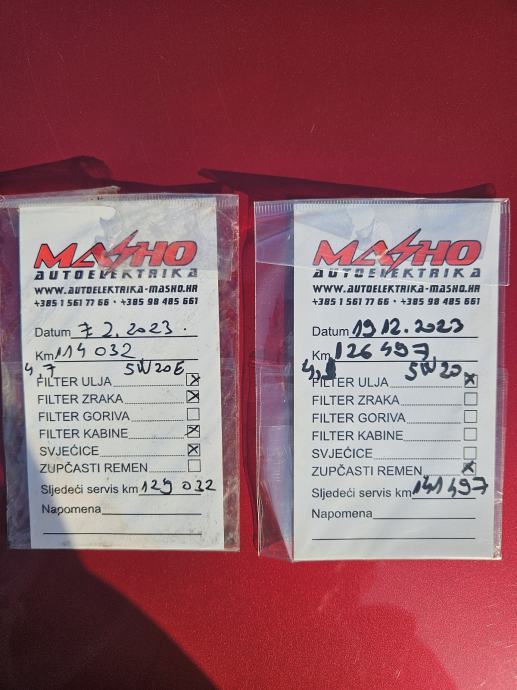 MASHO
AUTOELEKTRIKA
WWW.AUTOELEKTRIKA-MASHO.HR
+385 1 561 77 66 · +385 98 485 661
Datum 7 2. 2023.
Km 114 032
4.7 5W20E
FILTER ULJA
FILTER ZRAKA
FILTER GORIVA
FILTER KABINE
SVJEĆICE
ZUPČASTI REMEN
Sljedeći servis km 129 032
Napomena
MASHO
AUTOELEKTRIKA
WWW.AUTOELEKTRIKA-MASHO.HR
+385 1 561 77 66 · +385 98 485 661
Datum 19 12. 2023
Km 126 497
5W20
FILTER ULJA
FILTER ZRAKA
FILTER GORIVA
FILTER KABINE
SVJEĆICE
ZUPČASTI REMEN
Sljedeći servis km 141 497
Napomena